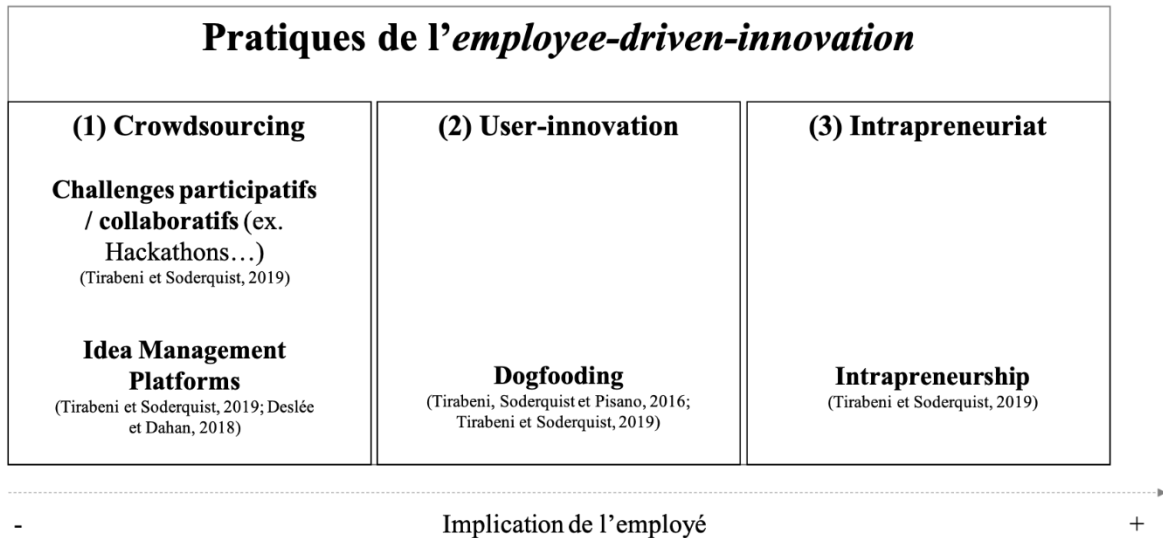 Pratiques de l’employee-driven-innovation
(1) Crowdsourcing
Challenges participatifs
/ collaboratifs (ex.
Hackathons…)
(Tirabeni et Soderquist, 2019)
Idea Management
Platforms
(Tirabeni et Soderquist, 2019; Deslée
et Dahan, 2018)
(2) User-innovation
Dogfooding
(Tirabeni, Soderquist et Pisano, 2016;
Tirabeni et Soderquist, 2019)
(3) Intrapreneuriat
Intrapreneurship
(Tirabeni et Soderquist, 2019)
- Implication de l’employé +